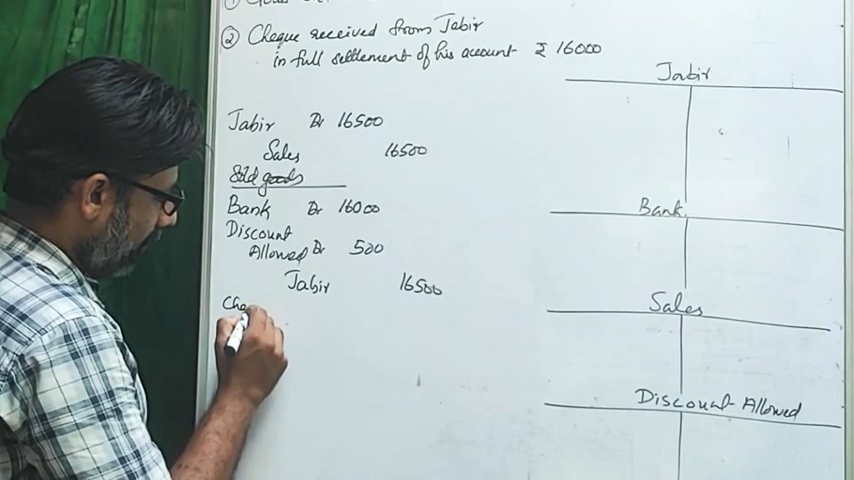 ②  Cheque received from Jabir
in full settlement of his account ₹ 16000
Jabir Dr 16500
Sales 16500
Sold goods
Bank Dr 16000
Discount
Allowed Dr 500
Jabir 16500
Che
Jabir
Bank
Sales
Discount Allowed